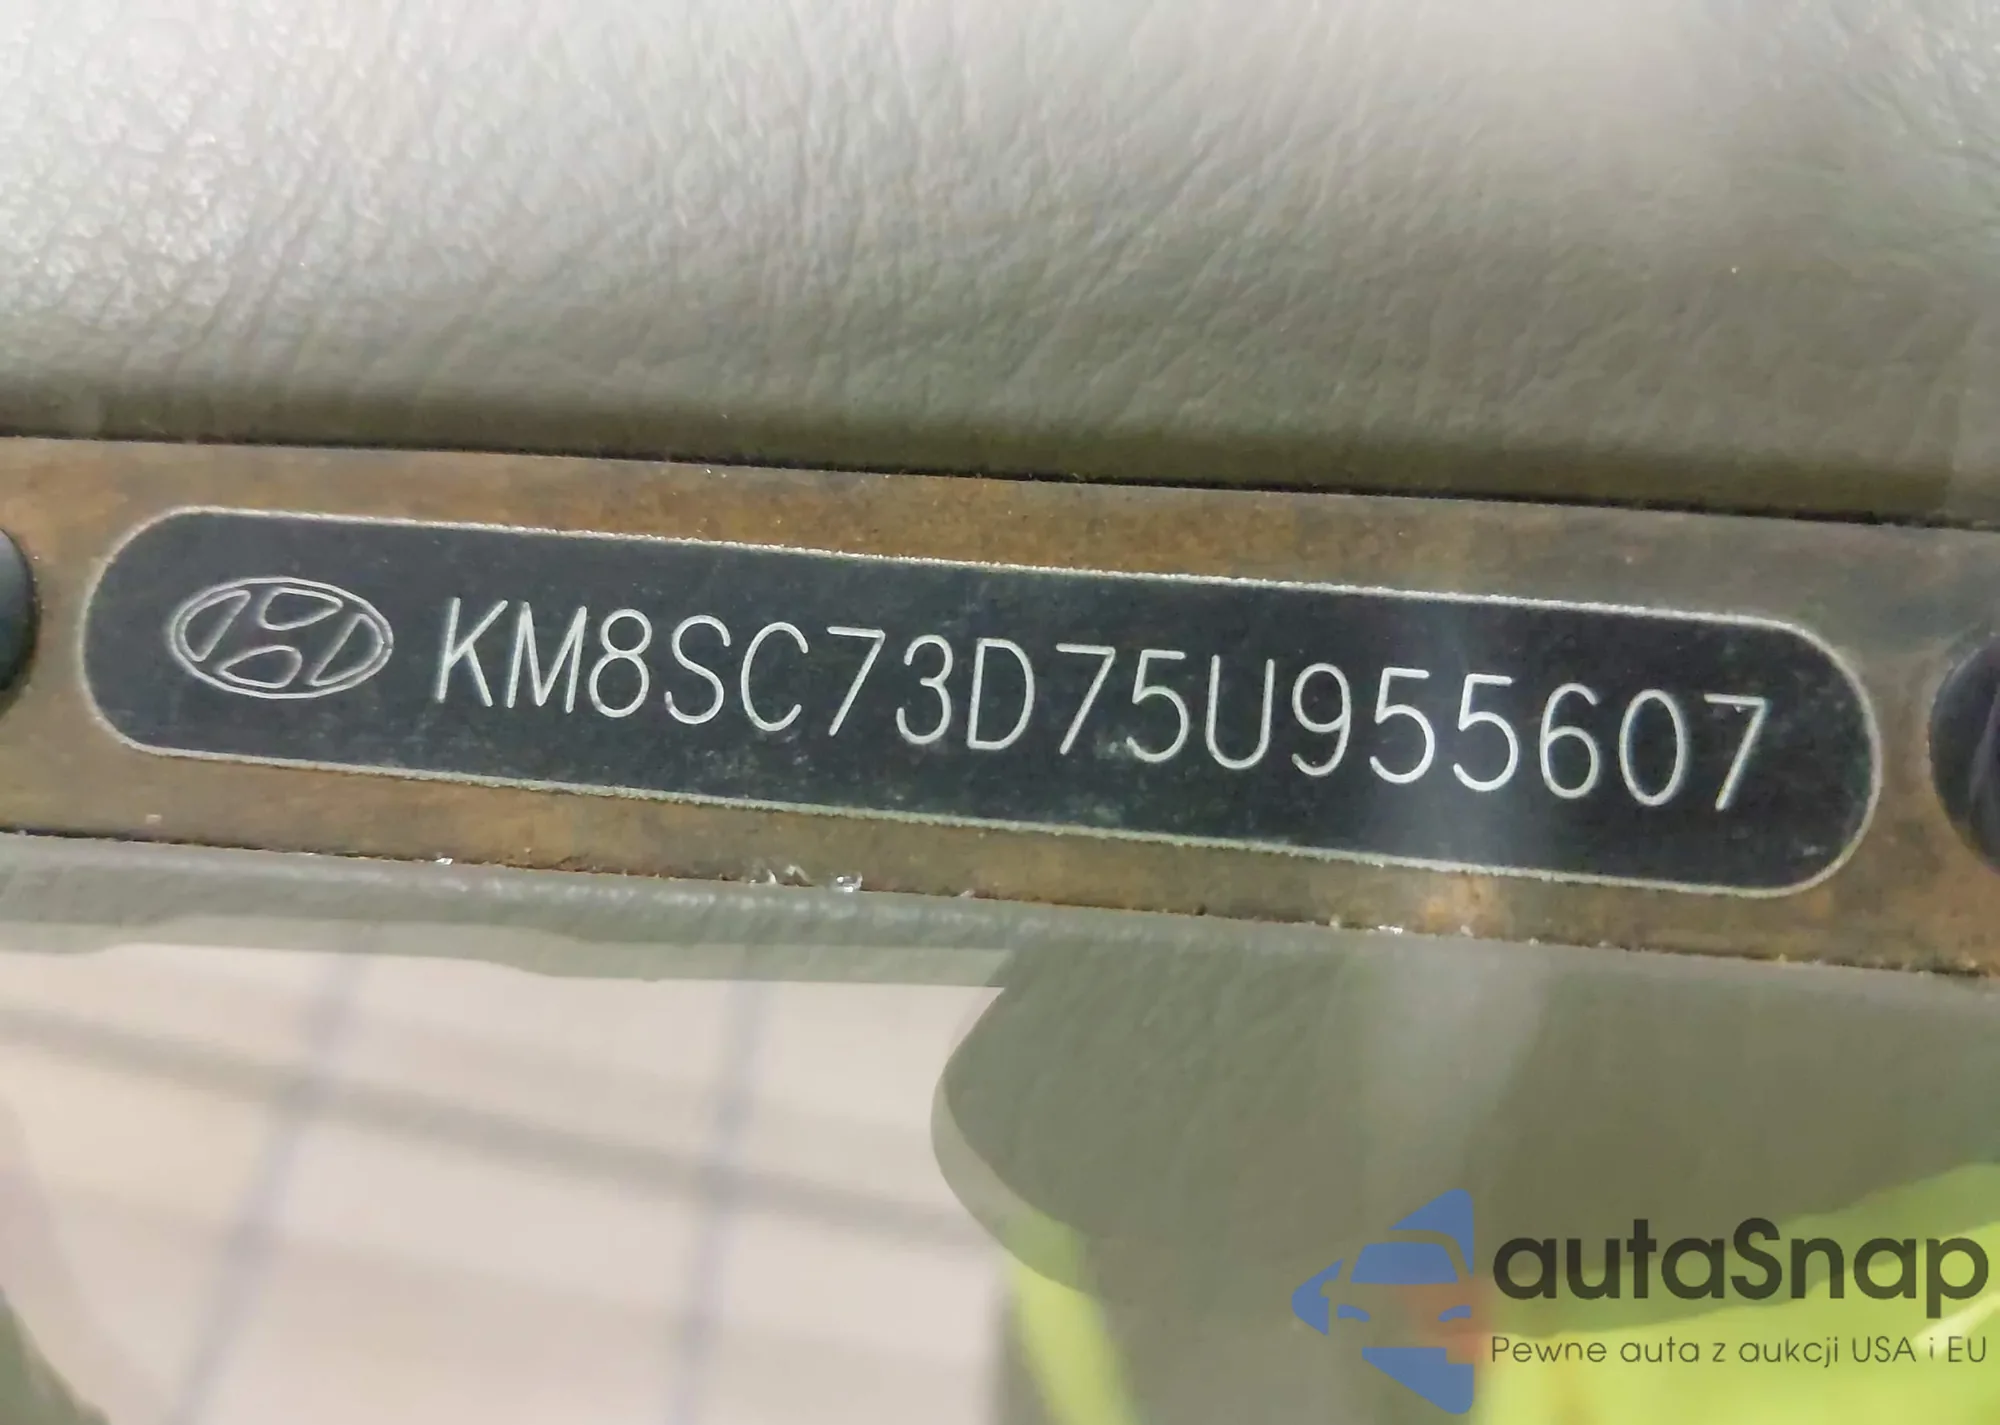 KM8SC73D75U955607
autaSnap
Pewne auta z aukcji USA i EU